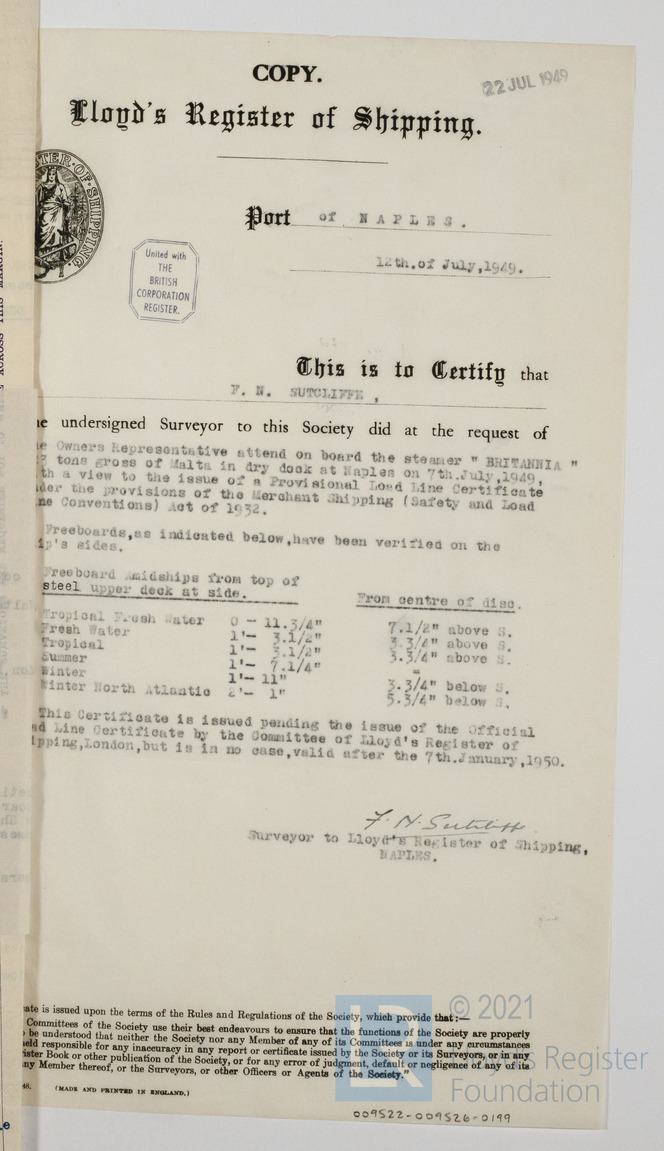 COPY.
22 JUL 1949
Lloyd's Register of Shipping.
STER·OF·SHIPPING
Port of NAPLES.
12th.of July,1949.
United with
THE
BRITISH
CORPORATION
REGISTER.
This is to Certify that
F. N. SUTCLIFFE,
e undersigned Surveyor to this Society did at the request of
e Owners Representative attend on board the steamer " BRITANNIA "
tons gross of Malta in dry dock at Naples on 7th.July,1949,
th a view to the issue of a Provisional Load Line Certificate
der the provisions of the Merchant Shipping (Safety and Load
ne Conventions) Act of 1932.
Freeboards,as indicated below,have been verified on the
ip's sides.
Freeboard Amidships from top of
steel upper deck at side. From centre of disc.
Tropical Fresh Water 0 - 11.3/4" 7.1/2" above S.
Fresh Water 1'- 3.1/2" 3.3/4" above S.
Tropical 1'- 3.1/2" 3.3/4" above S.
Summer 1'- 7.1/4" -
Winter 1'- 11" 3.3/4" below S.
Winter North Atlantic 2'- 1" 5.3/4" below S.
This Certificate is issued pending the issue of the Official
ad Line Certificate by the Committee of Lloyd's Register of
ipping,London,but is in no case,valid after the 7th.January,1950.
F. N. Sutcliffe
Surveyor to Lloyd's Register of Shipping,
NAPLES.
ate is issued upon the terms of the Rules and Regulations of the Society, which provide that:—
Committees of the Society use their best endeavours to ensure that the functions of the Society are properly
be understood that neither the Society nor any Member of any of its Committees is under any circumstances
eld responsible for any inaccuracy in any report or certificate issued by the Society or its Surveyors, or in any
ister Book or other publication of the Society, or for any error of judgment, default or negligence of any of its
ny Member thereof, or the Surveyors, or other Officers or Agents of the Society."
48. (MADE AND PRINTED IN ENGLAND.)
© 2021
Register
Foundation
009522-009526-0199